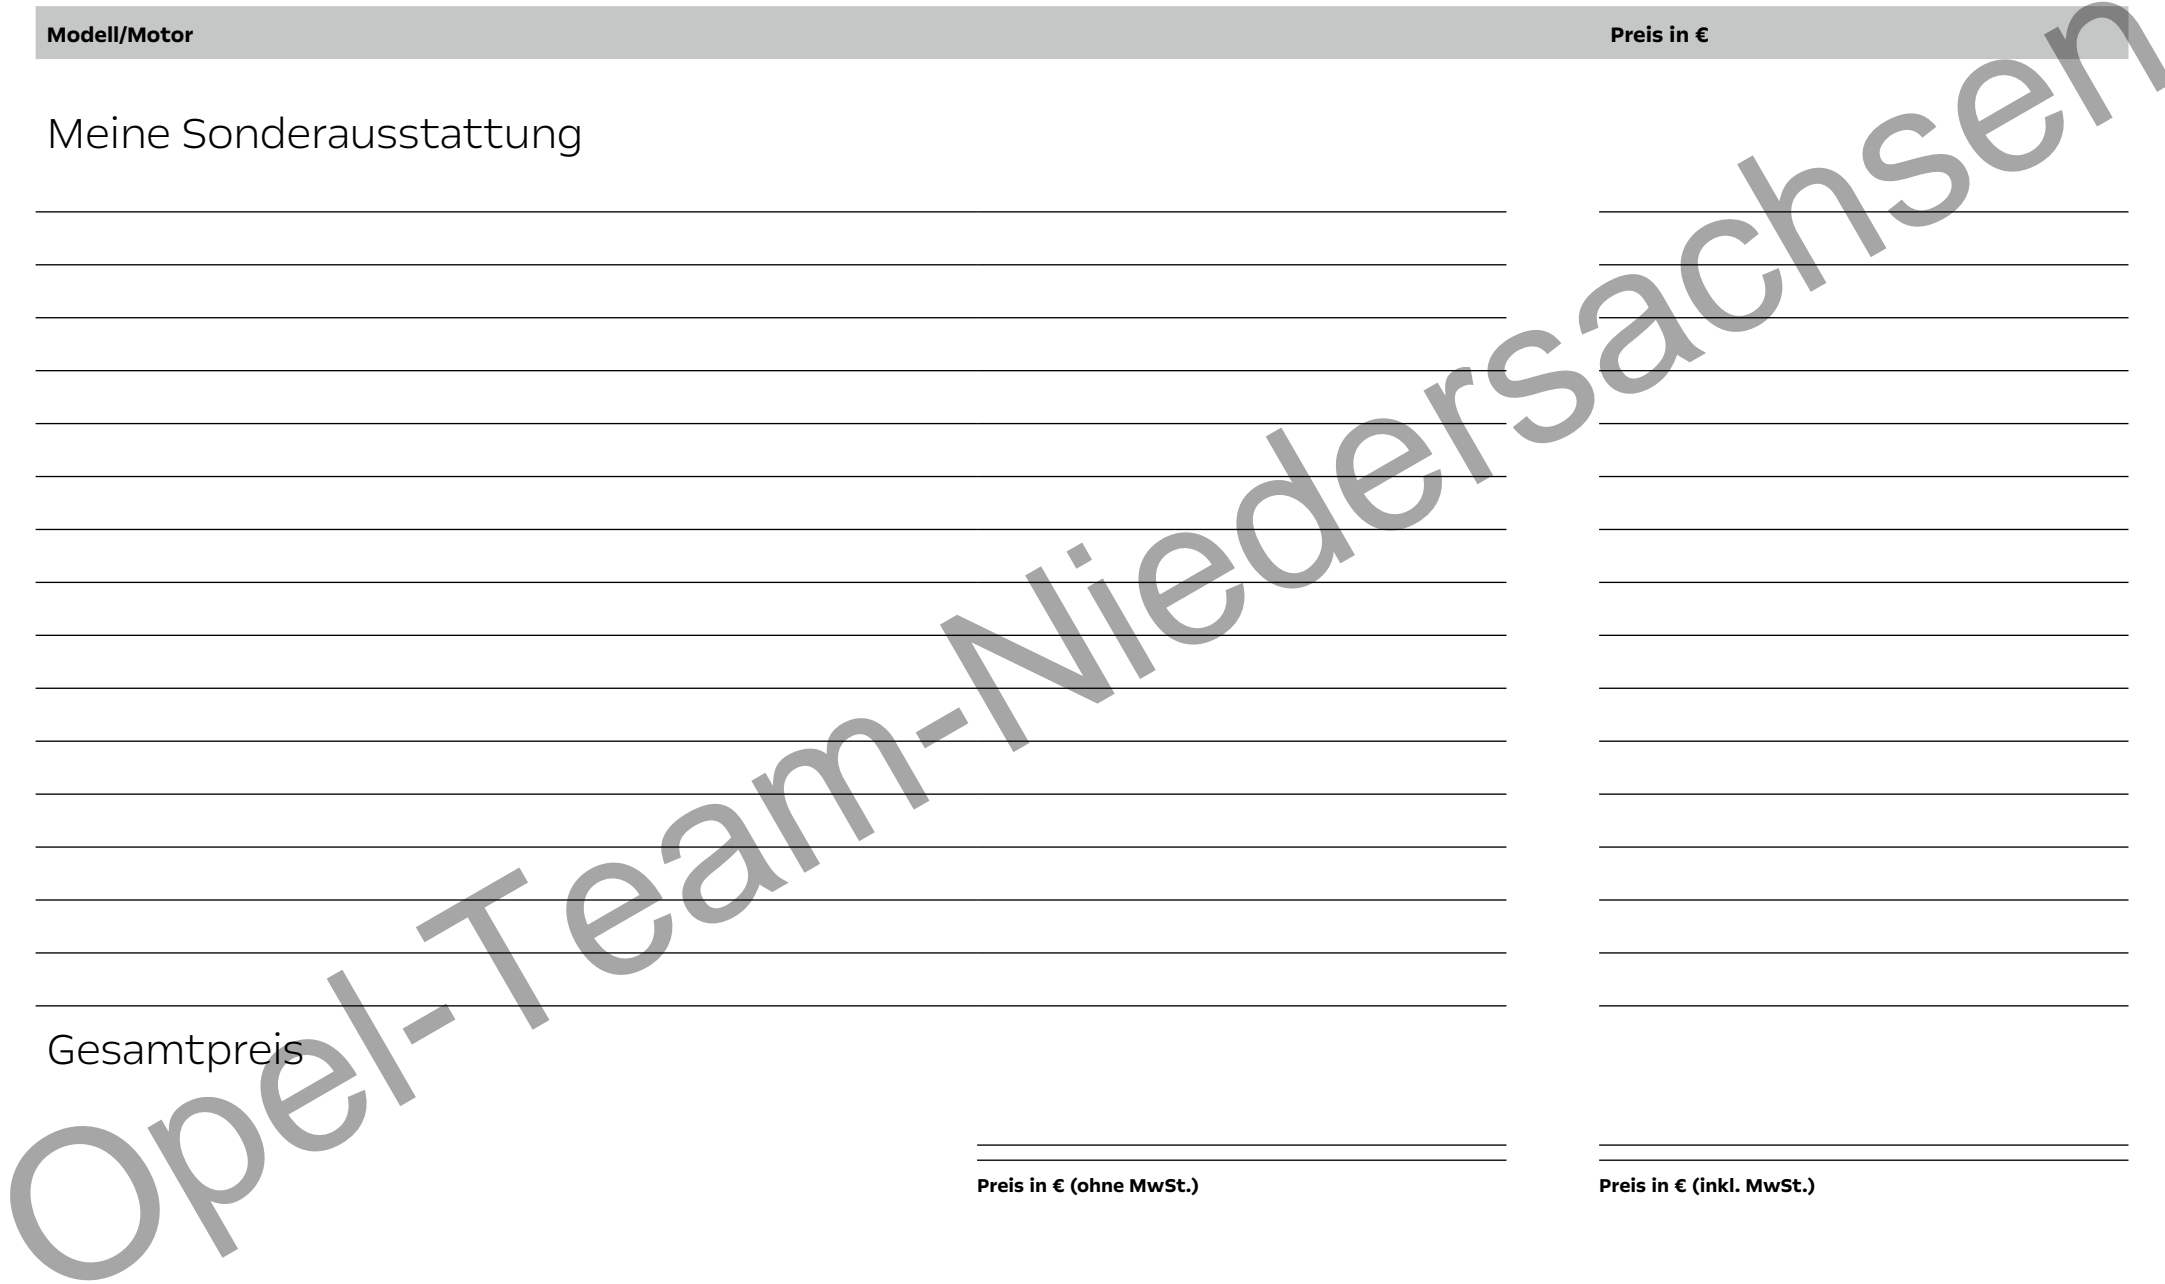 Modell/Motor Preis in €
Meine Sonderausstattung
Gesamtpreis
Preis in € (ohne MwSt.) Preis in € (inkl. MwSt.)
Opel-Team-Niedersachsen